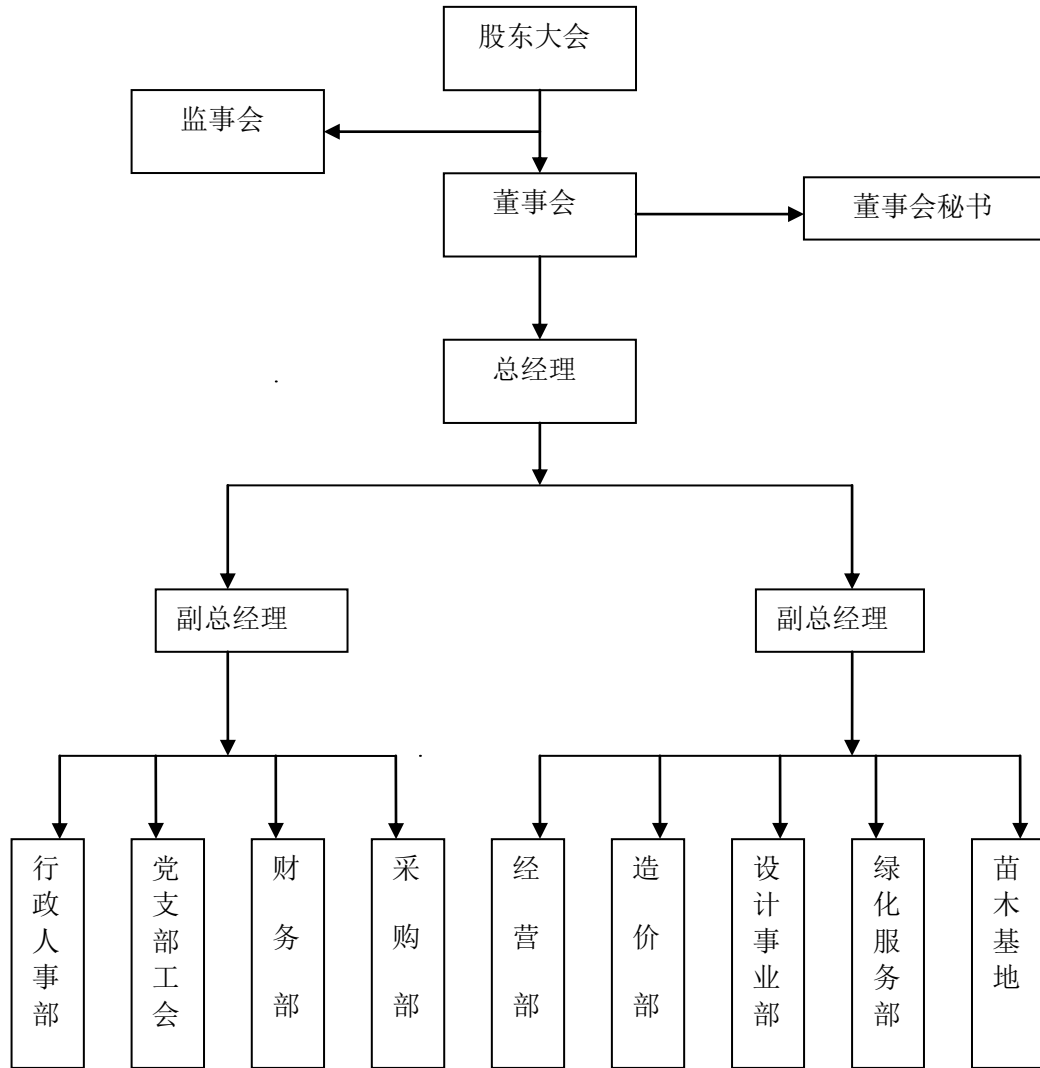 股东大会
监事会
董事会
董事会秘书
总经理
副总经理
副总经理
行政人事部
党支部工会
财务部
采购部
经营部
造价部
设计事业部
绿化服务部
苗木基地